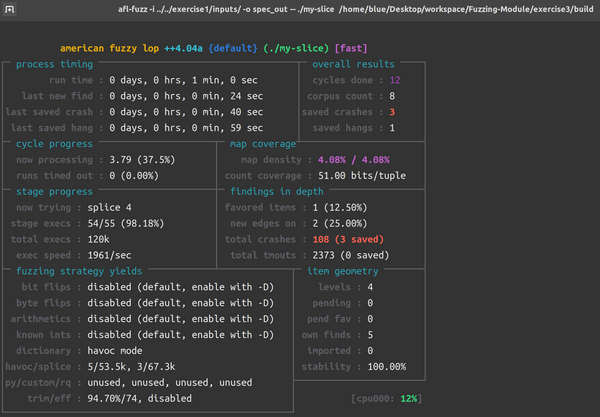 afl-fuzz -i ../../exercise1/inputs/ -o spec_out -- ./my-slice /home/blue/Desktop/workspace/Fuzzing-Module/exercise3/build
american fuzzy lop ++4.04a {default} (./my-slice) [fast]
process timing overall results
run time : 0 days, 0 hrs, 1 min, 0 sec cycles done : 12
last new find : 0 days, 0 hrs, 0 min, 24 sec corpus count : 8
last saved crash : 0 days, 0 hrs, 0 min, 40 sec saved crashes : 3
last saved hang : 0 days, 0 hrs, 0 min, 59 sec saved hangs : 1
cycle progress map coverage
now processing : 3.79 (37.5%) map density : 4.08% / 4.08%
runs timed out : 0 (0.00%) count coverage : 51.00 bits/tuple
stage progress findings in depth
now trying : splice 4 favored items : 1 (12.50%)
stage execs : 54/55 (98.18%) new edges on : 2 (25.00%)
total execs : 120k total crashes : 108 (3 saved)
exec speed : 1961/sec total tmouts : 2373 (0 saved)
fuzzing strategy yields item geometry
bit flips : disabled (default, enable with -D) levels : 4
byte flips : disabled (default, enable with -D) pending : 0
arithmetics : disabled (default, enable with -D) pend fav : 0
known ints : disabled (default, enable with -D) own finds : 5
dictionary : havoc mode imported : 0
havoc/splice : 5/53.5k, 3/67.3k stability : 100.00%
py/custom/rq : unused, unused, unused, unused
trim/eff : 94.70%/74, disabled [cpu000: 12%]